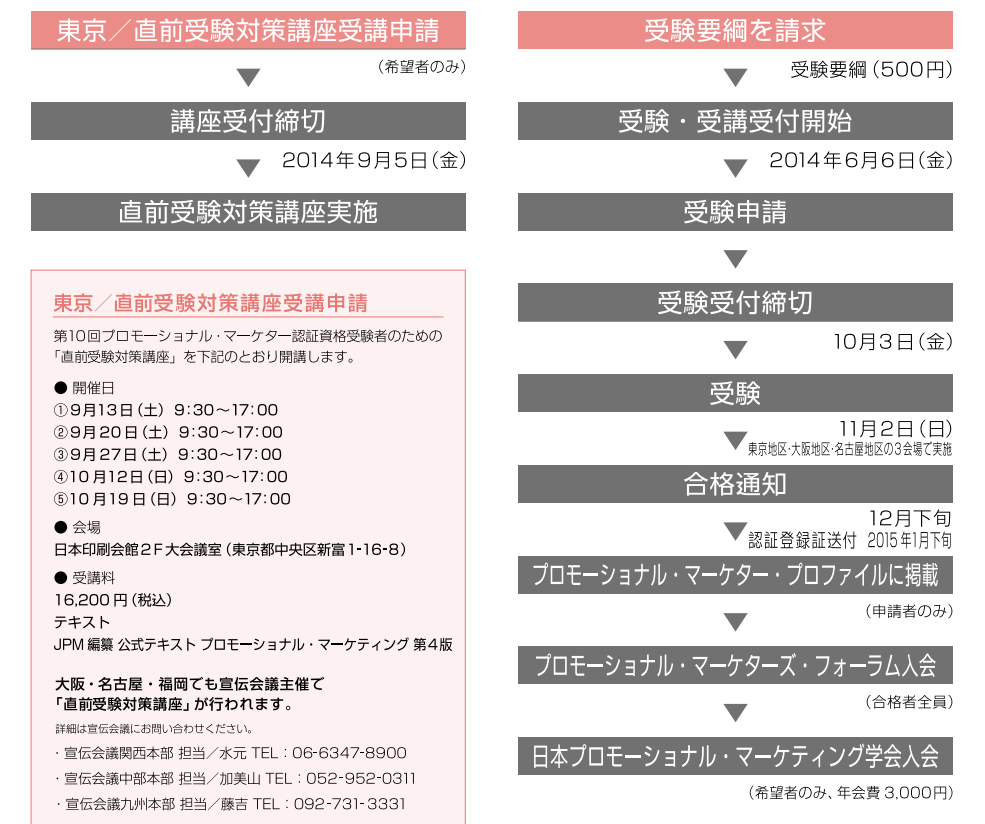 東京／直前受験対策講座受講申請
（希望者のみ）
▼
講座受付締切
▼ 2014年9月5日（金）
直前受験対策講座実施
東京／直前受験対策講座受講申請
第10回プロモーショナル・マーケター認証資格受験者のための
「直前受験対策講座」を下記のとおり開講します。
● 開催日
①9月13日（土） 9：30～17：00
②9月20日（土） 9：30～17：00
③9月27日（土） 9：30～17：00
④10月12日（日） 9：30～17：00
⑤10月19日（日） 9：30～17：00
● 会場
日本印刷会館2F大会議室（東京都中央区新富1-16-8）
● 受講料
16,200円（税込）
テキスト
JPM編纂 公式テキスト プロモーショナル・マーケティング 第4版
大阪・名古屋・福岡でも宣伝会議主催で
「直前受験対策講座」が行われます。
詳細は宣伝会議にお問い合わせください。
・宣伝会議関西本部 担当／水元 TEL：06-6347-8900
・宣伝会議中部本部 担当／加美山 TEL：052-952-0311
・宣伝会議九州本部 担当／藤吉 TEL：092-731-3331
受験要綱を請求
▼ 受験要綱（500円）
受験・受講受付開始
▼ 2014年6月6日（金）
受験申請
▼
受験受付締切
▼ 10月3日（金）
受験
▼ 11月2日（日）
東京地区・大阪地区・名古屋地区の3会場で実施
合格通知
▼ 12月下旬
認証登録証送付 2015年1月下旬
プロモーショナル・マーケター・プロファイルに掲載
▼ （申請者のみ）
プロモーショナル・マーケターズ・フォーラム入会
▼ （合格者全員）
日本プロモーショナル・マーケティング学会入会
（希望者のみ、年会費3,000円）